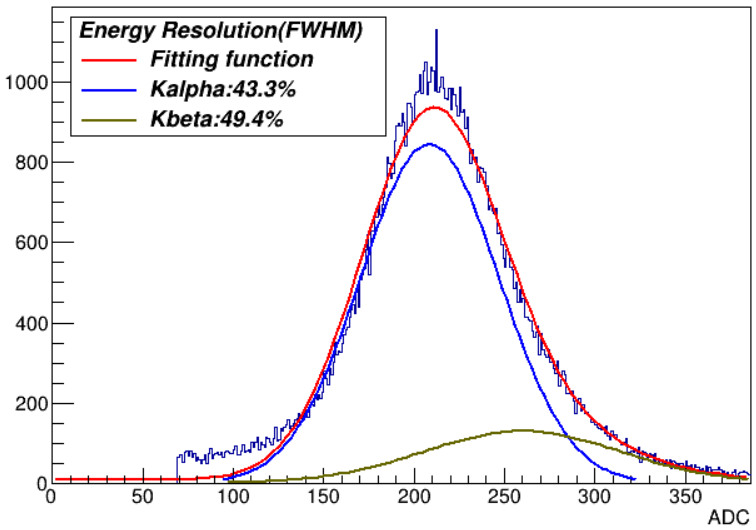 Energy Resolution(FWHM)
Fitting function
Kalpha:43.3%
Kbeta:49.4%
1000
800
600
400
200
0
0 50 100 150 200 250 300 350
ADC